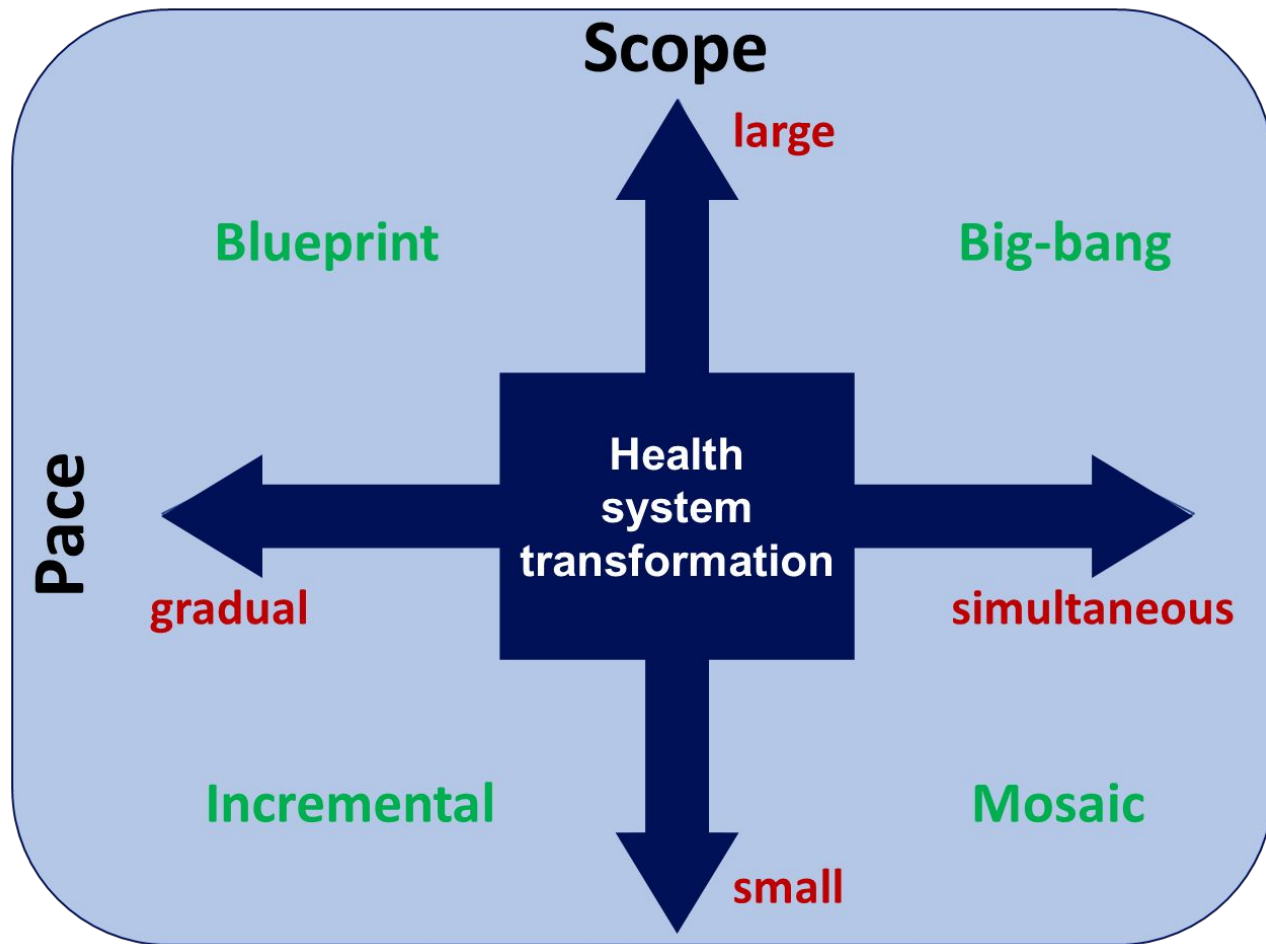 Scope
large
Blueprint
Big-bang
Health
system
transformation
Pace
gradual
simultaneous
Incremental
Mosaic
small